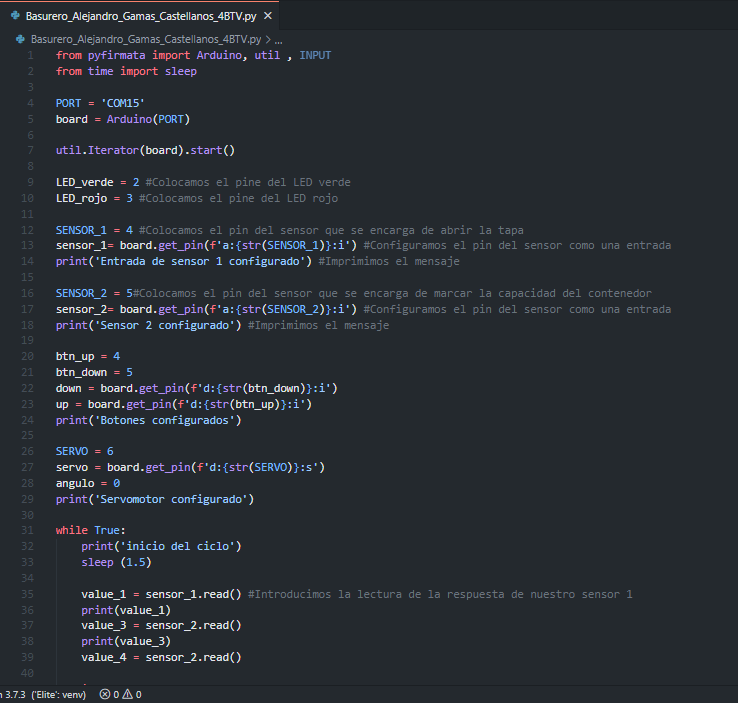 Basurero_Alejandro_Gamas_Castellanos_4BTV.py ×
Basurero_Alejandro_Gamas_Castellanos_4BTV.py > ...
1 from pyfirmata import Arduino, util , INPUT
2 from time import sleep
3
4 PORT = 'COM15'
5 board = Arduino(PORT)
6
7 util.Iterator(board).start()
8
9 LED_verde = 2 #Colocamos el pine del LED verde
10 LED_rojo = 3 #Colocamos el pine del LED rojo
11
12 SENSOR_1 = 4 #Colocamos el pin del sensor que se encarga de abrir la tapa
13 sensor_1= board.get_pin(f'a:{str(SENSOR_1)}:i') #Configuramos el pin del sensor como una entrada
14 print('Entrada de sensor 1 configurado') #Imprimimos el mensaje
15
16 SENSOR_2 = 5#Colocamos el pin del sensor que se encarga de marcar la capacidad del contenedor
17 sensor_2= board.get_pin(f'a:{str(SENSOR_2)}:i') #Configuramos el pin del sensor como una entrada
18 print('Sensor 2 configurado') #Imprimimos el mensaje
19
20 btn_up = 4
21 btn_down = 5
22 down = board.get_pin(f'd:{str(btn_down)}:i')
23 up = board.get_pin(f'd:{str(btn_up)}:i')
24 print('Botones configurados')
25
26 SERVO = 6
27 servo = board.get_pin(f'd:{str(SERVO)}:s')
28 angulo = 0
29 print('Servomotor configurado')
30
31 while True:
32 print('inicio del ciclo')
33 sleep (1.5)
34
35 value_1 = sensor_1.read() #Introducimos la lectura de la respuesta de nuestro sensor 1
36 print(value_1)
37 value_3 = sensor_2.read()
38 print(value_3)
39 value_4 = sensor_2.read()
40
n 3.7.3 ('Elite': venv) 0 0